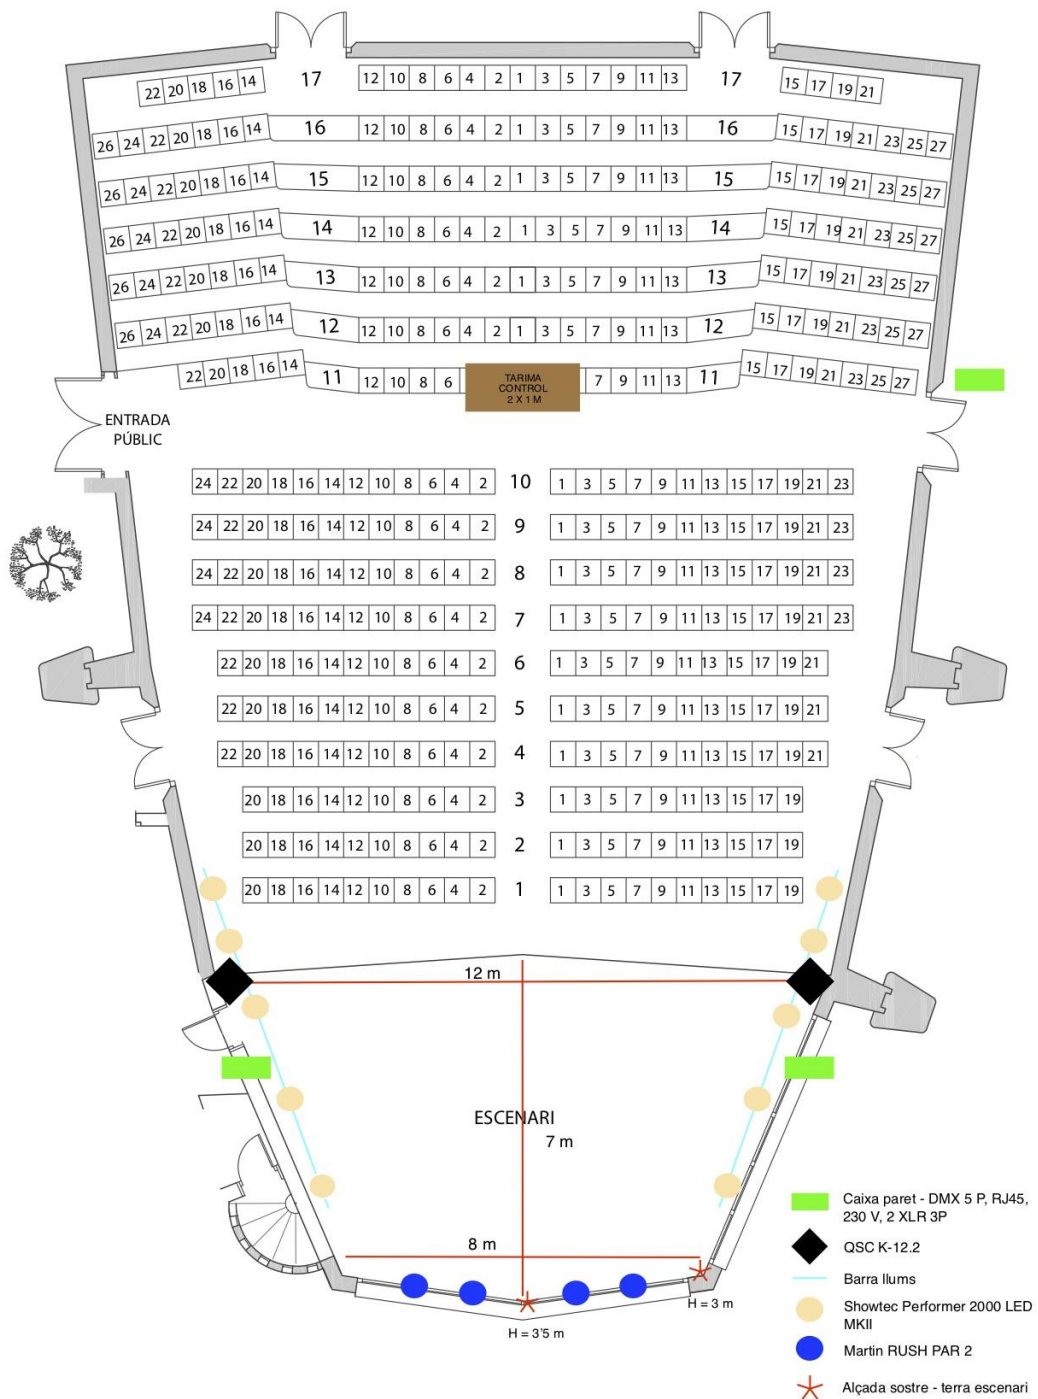 22 20 18 16 14 17 12 10 8 6 4 2 1 3 5 7 9 11 13 17 15 17 19 21
26 24 22 20 18 16 14 16 12 10 8 6 4 2 1 3 5 7 9 11 13 16 15 17 19 21 23 25 27
26 24 22 20 18 16 14 15 12 10 8 6 4 2 1 3 5 7 9 11 13 15 15 17 19 21 23 25 27
26 24 22 20 18 16 14 14 12 10 8 6 4 2 1 3 5 7 9 11 13 14 15 17 19 21 23 25 27
26 24 22 20 18 16 14 13 12 10 8 6 4 2 1 3 5 7 9 11 13 13 15 17 19 21 23 25 27
26 24 22 20 18 16 14 12 12 10 8 6 4 2 1 3 5 7 9 11 13 12 15 17 19 21 23 25 27
22 20 18 16 14 11 12 10 8 6 7 9 11 13 11 15 17 19 21 23 25 27
TARIMA
CONTROL
2 X 1 M
ENTRADA
PÚBLIC
24 22 20 18 16 14 12 10 8 6 4 2 10 1 3 5 7 9 11 13 15 17 19 21 23
24 22 20 18 16 14 12 10 8 6 4 2 9 1 3 5 7 9 11 13 15 17 19 21 23
24 22 20 18 16 14 12 10 8 6 4 2 8 1 3 5 7 9 11 13 15 17 19 21 23
24 22 20 18 16 14 12 10 8 6 4 2 7 1 3 5 7 9 11 13 15 17 19 21 23
22 20 18 16 14 12 10 8 6 4 2 6 1 3 5 7 9 11 13 15 17 19 21
22 20 18 16 14 12 10 8 6 4 2 5 1 3 5 7 9 11 13 15 17 19 21
22 20 18 16 14 12 10 8 6 4 2 4 1 3 5 7 9 11 13 15 17 19 21
20 18 16 14 12 10 8 6 4 2 3 1 3 5 7 9 11 13 15 17 19
20 18 16 14 12 10 8 6 4 2 2 1 3 5 7 9 11 13 15 17 19
20 18 16 14 12 10 8 6 4 2 1 1 3 5 7 9 11 13 15 17 19
12 m
ESCENARI
7 m
8 m
H = 3 m
H = 3'5 m
Caixa paret - DMX 5 P, RJ45,
230 V, 2 XLR 3P
QSC K-12.2
Barra llums
Showtec Performer 2000 LED
MKII
Martin RUSH PAR 2
Alçada sostre - terra escenari